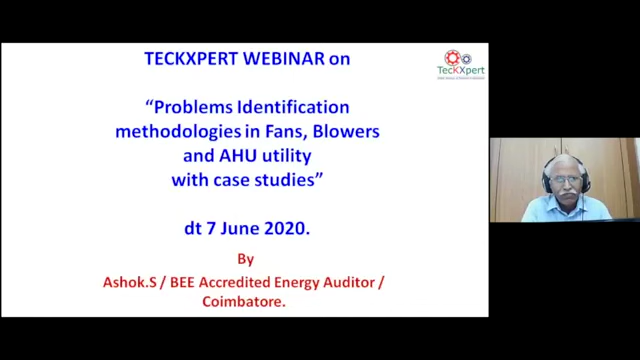 TECKXPERT WEBINAR on
TecKXpert
"Problems Identification
methodologies in Fans, Blowers
and AHU utility
with case studies"
dt 7 June 2020.
By
Ashok.S / BEE Accredited Energy Auditor /
Coimbatore.